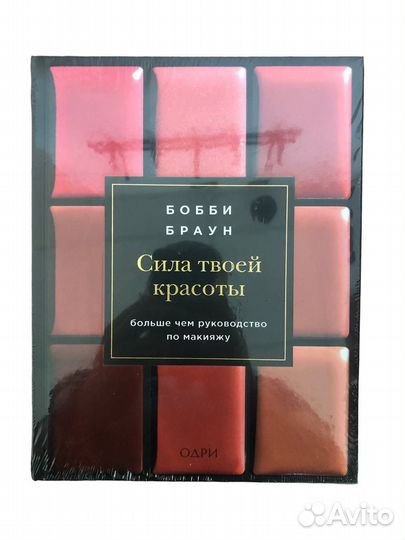 БОББИ
БРАУН
Сила твоей
красоты
больше чем руководство
по макияжу
ОДРИ
Avito